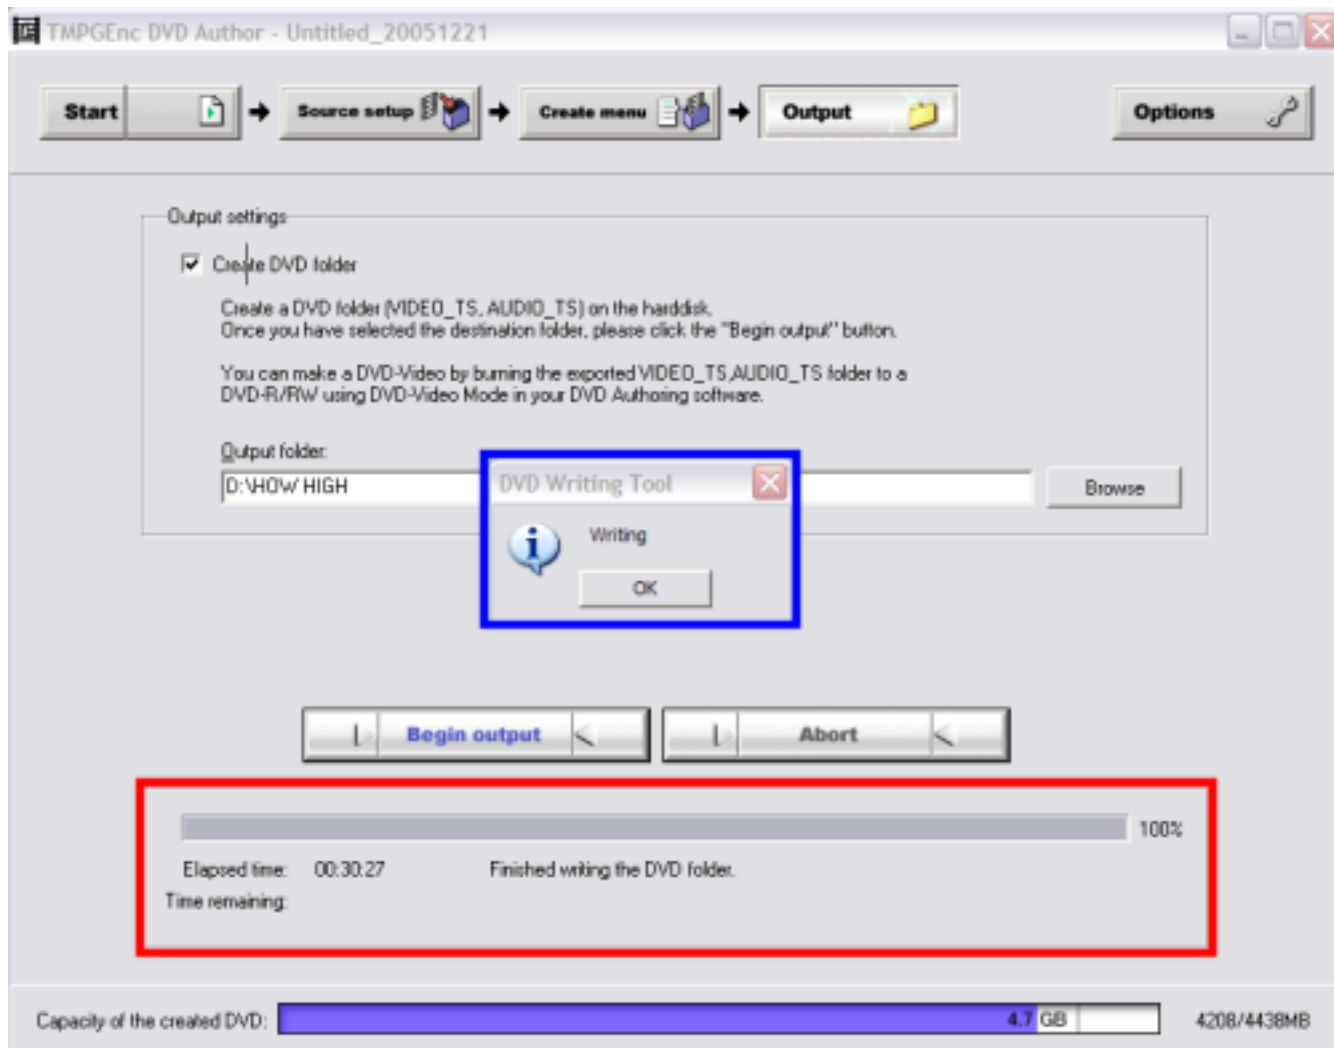 TMPGEnc DVD Author - Untitled_20051221
Start
Source setup
Create menu
Output
Options
Output settings
Create DVD folder
Create a DVD folder (VIDEO_TS, AUDIO_TS) on the harddisk.
Once you have selected the destination folder, please click the "Begin output" button.
You can make a DVD-Video by burning the exported VIDEO_TS,AUDIO_TS folder to a
DVD-R/RW using DVD-Video Mode in your DVD Authoring software.
Output folder:
D:\HOW HIGH
Browse
DVD Writing Tool
Writing
OK
Begin output
Abort
100%
Elapsed time: 00:30:27 Finished writing the DVD folder.
Time remaining:
Capacity of the created DVD: 4.7 GB 4208/4438MB